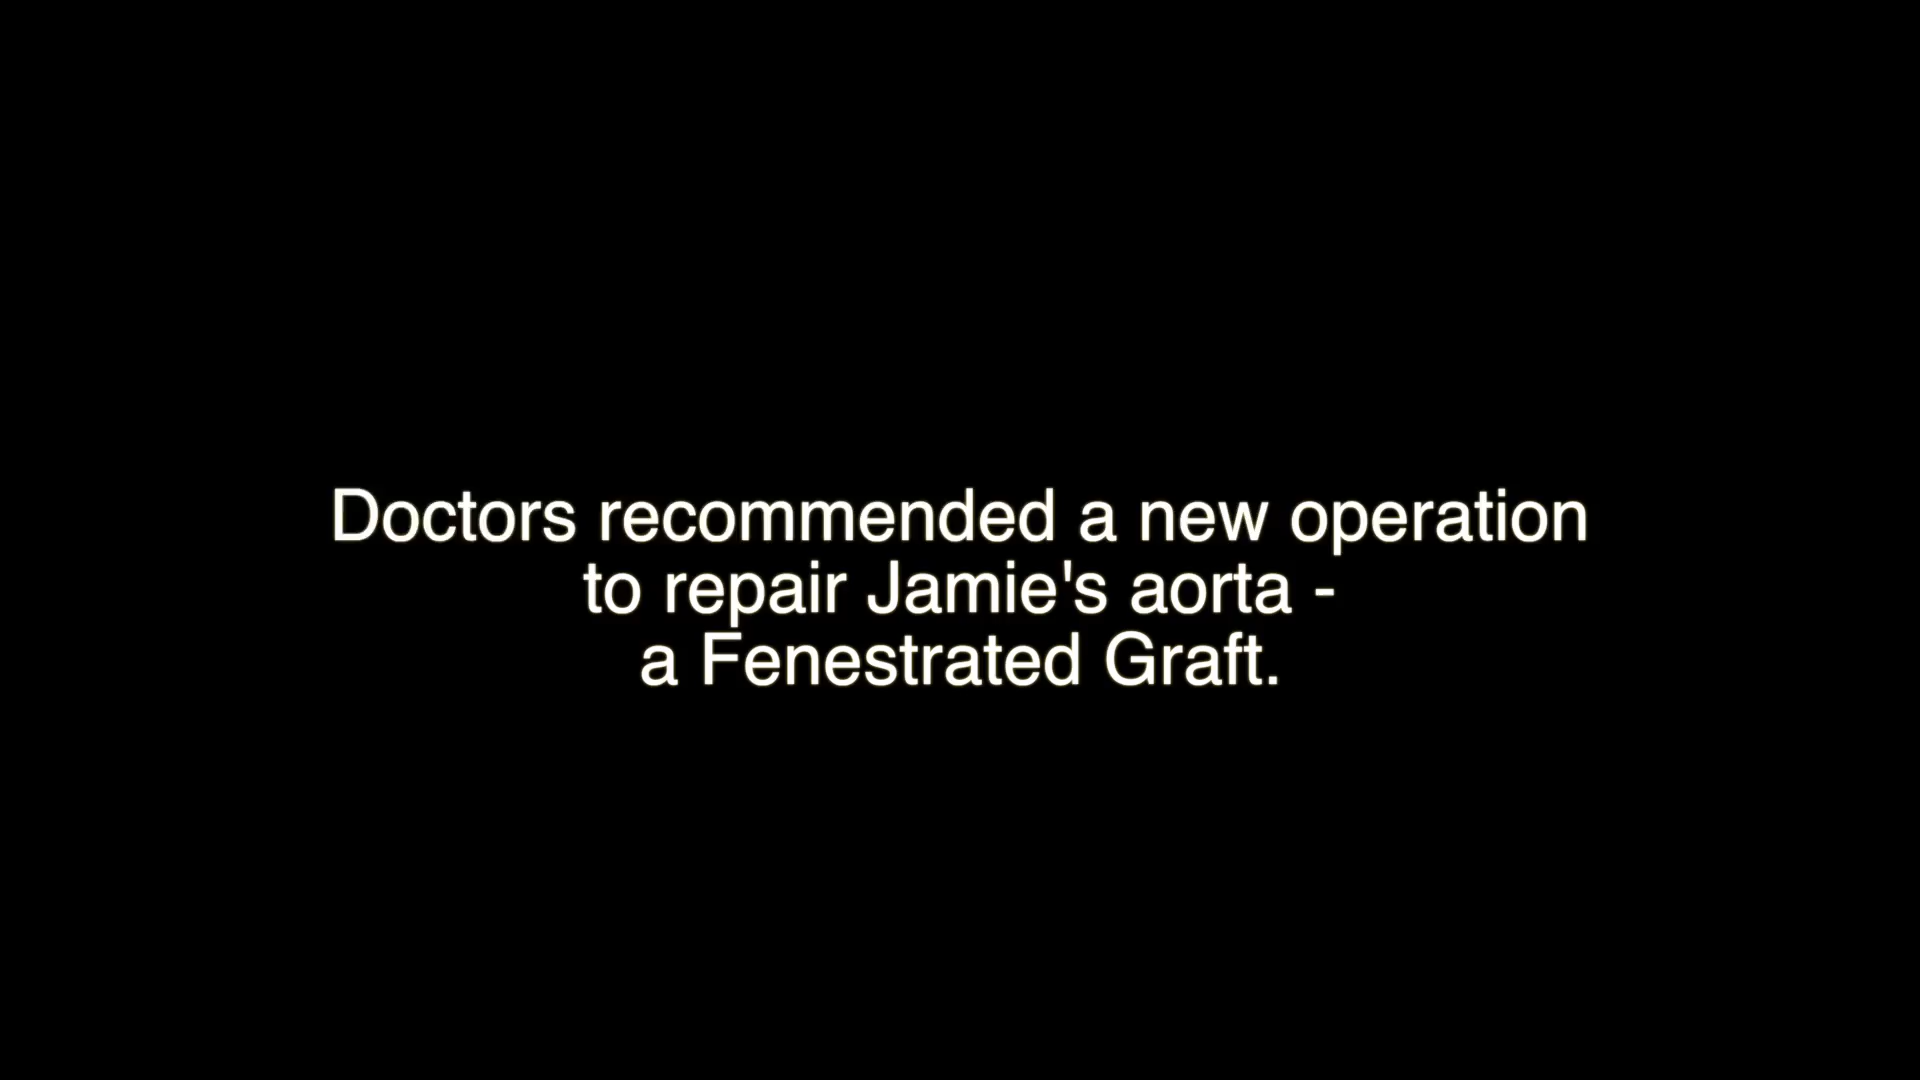 Doctors recommended a new operation
to repair Jamie's aorta -
a Fenestrated Graft.